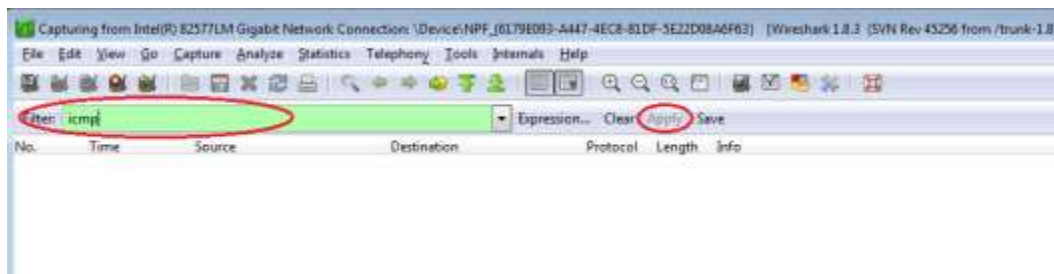 Capturing from Intel(R) 82577LM Gigabit Network Connection: \Device\NPF_{6179E093-A447-4EC8-81DF-5E22D08A6F63} [Wireshark 1.8.3 (SVN Rev 45256 from /trunk-1.8
File Edit View Go Capture Analyze Statistics Telephony Tools Internals Help
Filter: icmp Expression... Clear Apply Save
No. Time Source Destination Protocol Length Info